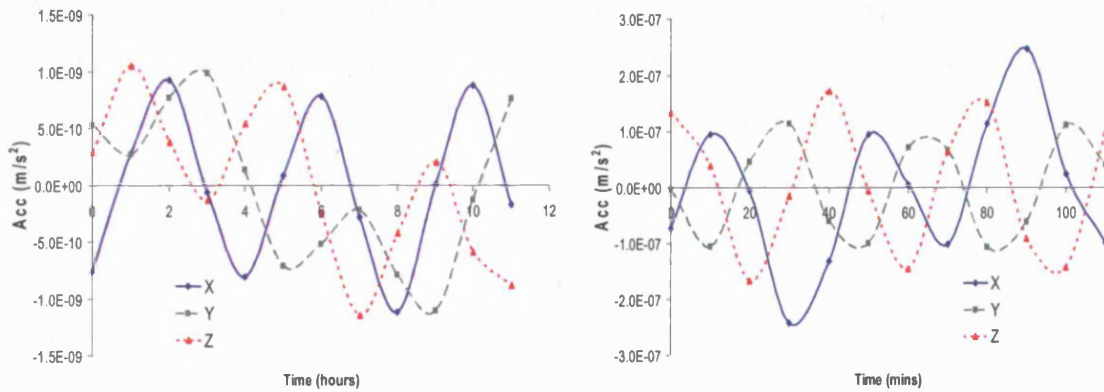 1.5E-09
1.0E-09
5.0E-10
0.0E+00
-5.0E-10
-1.0E-09
-1.5E-09
Acc (m/s²)
0 2 4 6 8 10 12
X
Y
Z
Time (hours)
3.0E-07
2.0E-07
1.0E-07
0.0E+00
-1.0E-07
-2.0E-07
-3.0E-07
Acc (m/s²)
0 20 40 60 80 100
X
Y
Z
Time (mins)